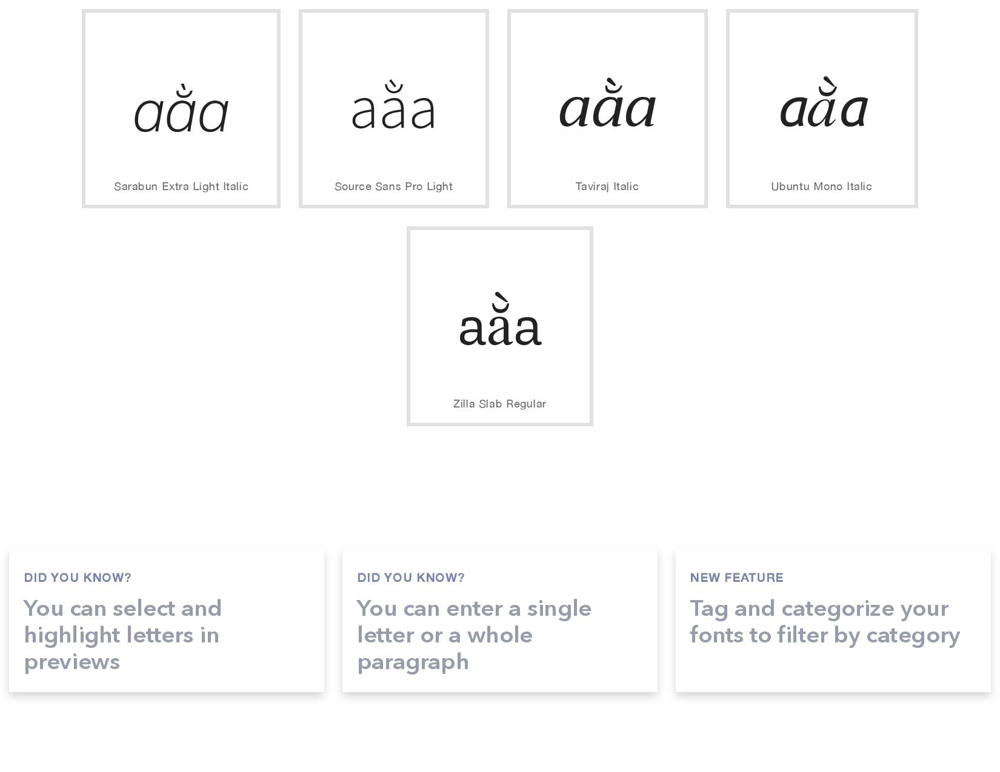 aằa
aằa
aằa
aằa
Sarabun Extra Light Italic
Source Sans Pro Light
Taviraj Italic
Ubuntu Mono Italic
aằa
Zilla Slab Regular
DID YOU KNOW?
You can select and
highlight letters in
previews
DID YOU KNOW?
You can enter a single
letter or a whole
paragraph
NEW FEATURE
Tag and categorize your
fonts to filter by category